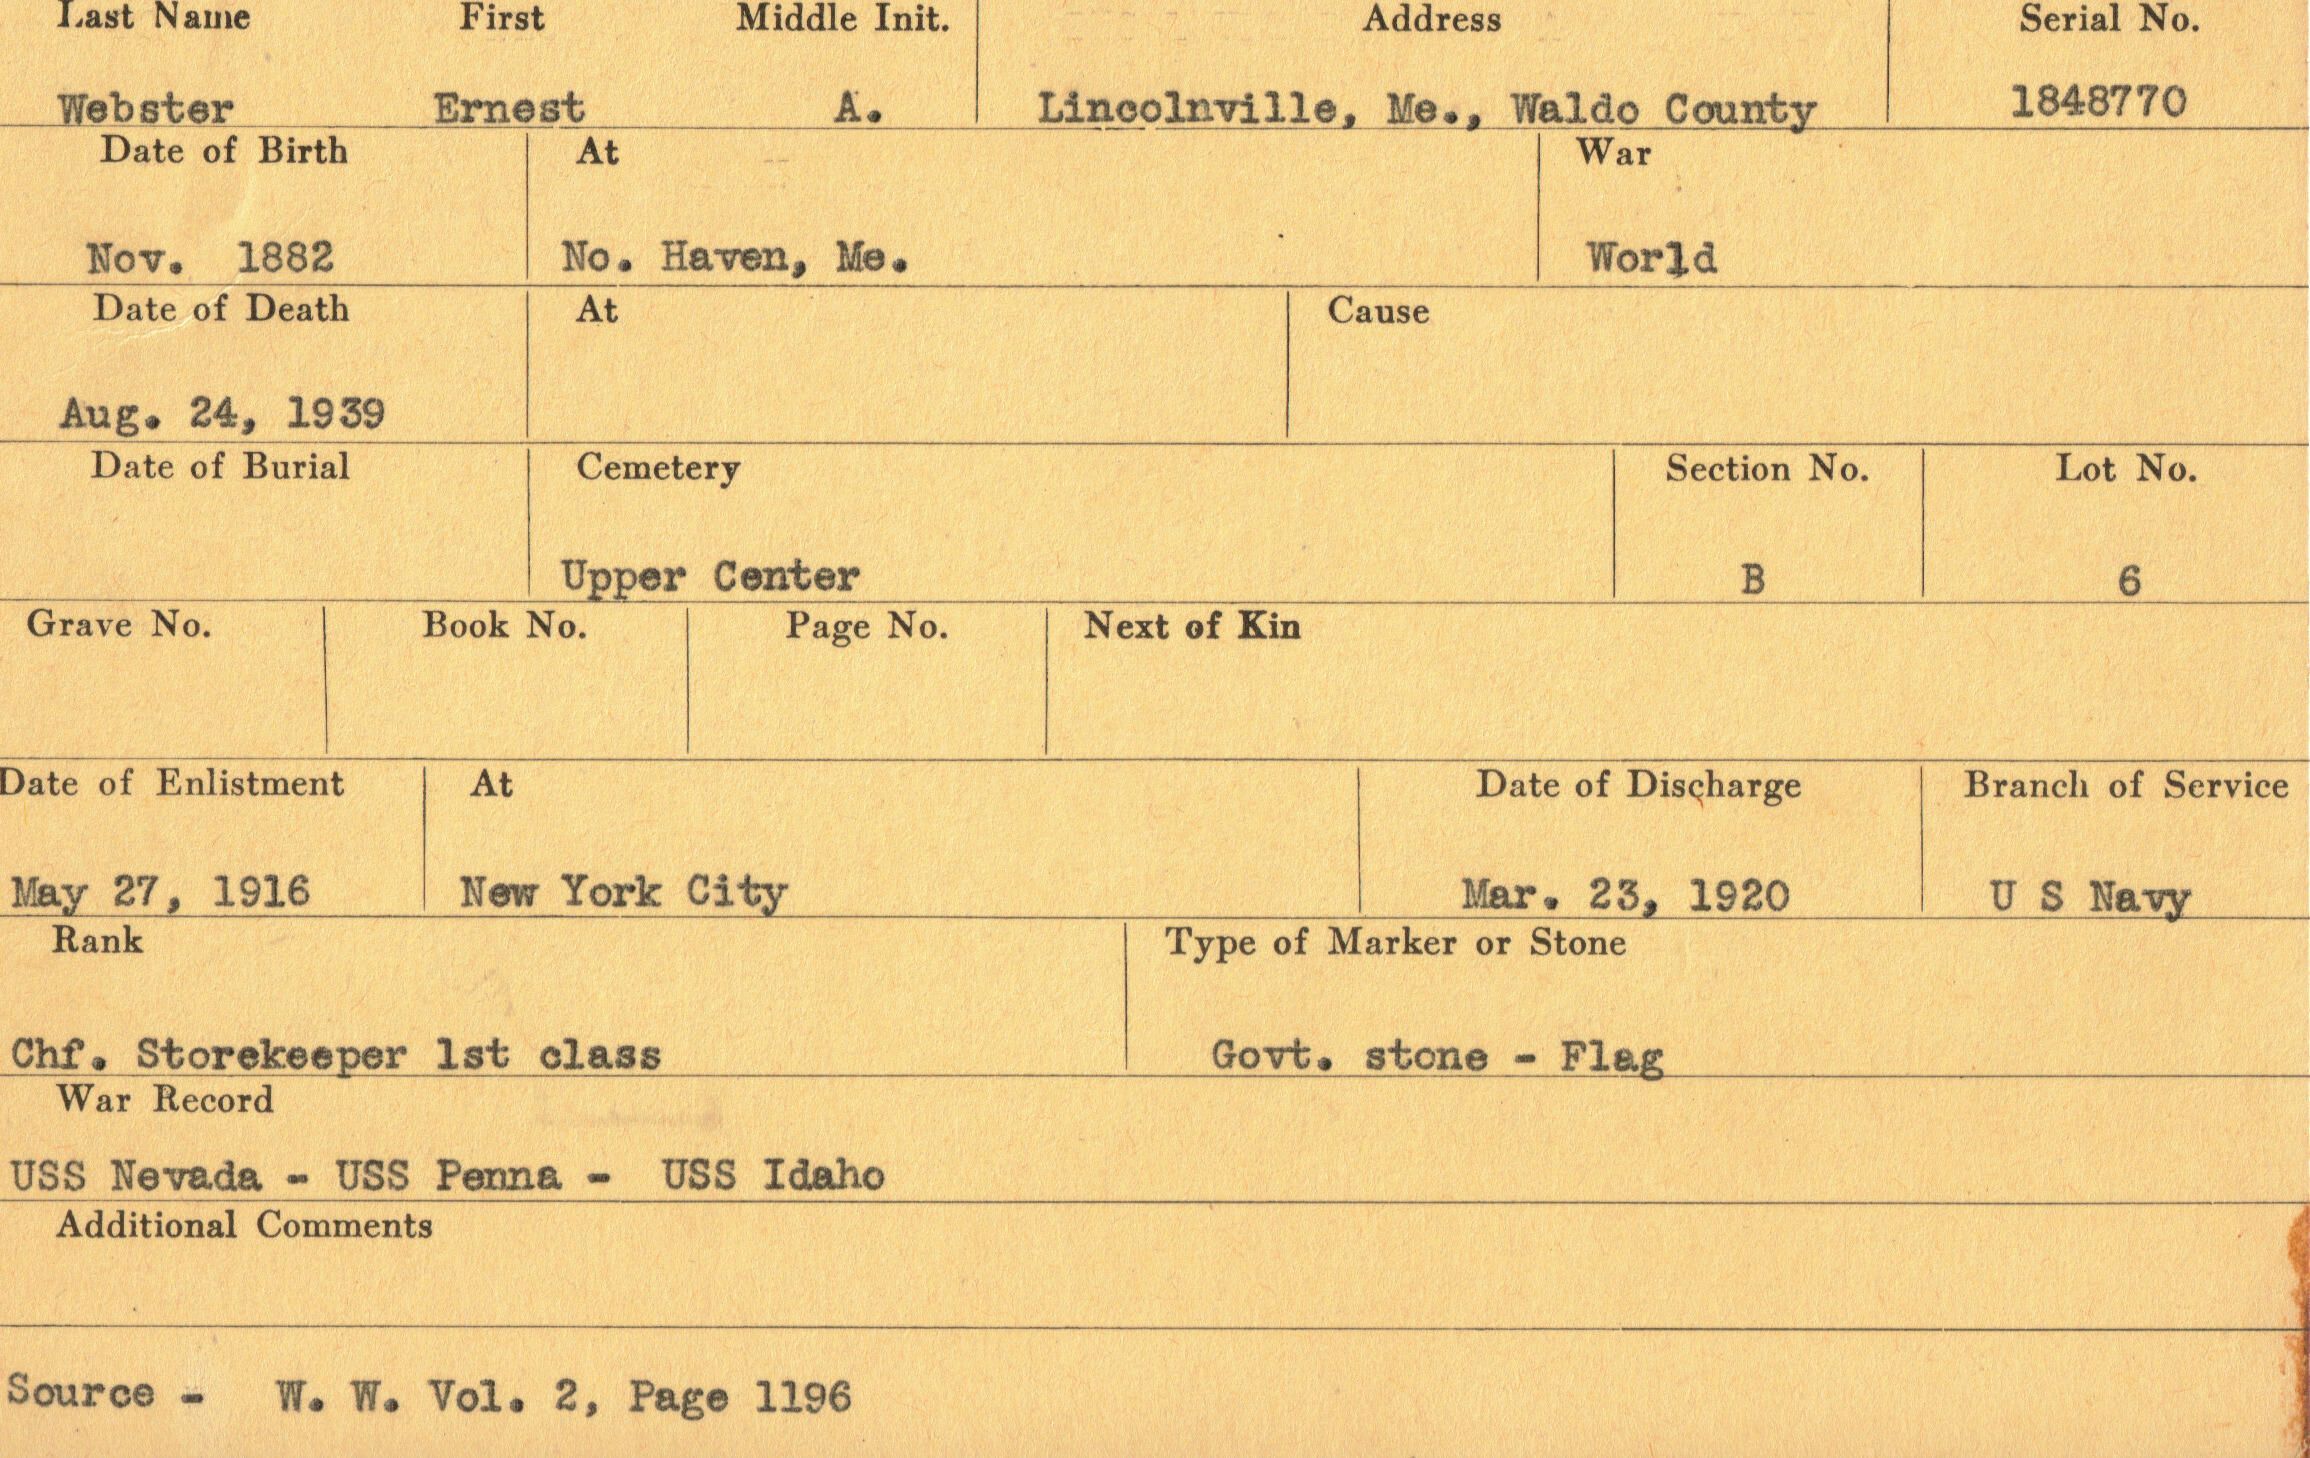 Last Name First Middle Init. Address Serial No.
Webster Ernest A. Lincolnville, Me., Waldo County 1848770
Date of Birth At War
Nov. 1882 No. Haven, Me. World
Date of Death At Cause
Aug. 24, 1939
Date of Burial Cemetery Section No. Lot No.
Upper Center B 6
Grave No. Book No. Page No. Next of Kin
Date of Enlistment At Date of Discharge Branch of Service
May 27, 1916 New York City Mar. 23, 1920 U S Navy
Rank Type of Marker or Stone
Chf. Storekeeper 1st class Govt. stone - Flag
War Record
USS Nevada - USS Penna - USS Idaho
Additional Comments
Source - W. W. Vol. 2, Page 1196